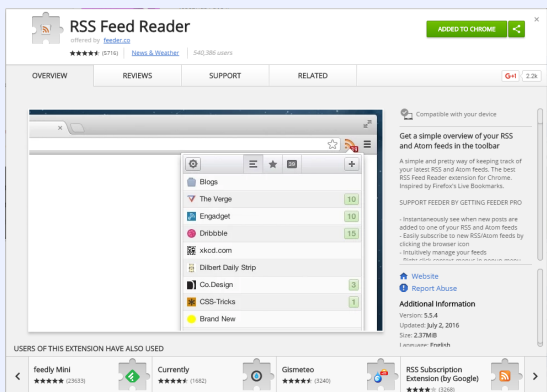 RSS Feed Reader
offered by feeder.co
(5716) News & Weather 540,386 users
ADDED TO CHROME
OVERVIEW REVIEWS SUPPORT RELATED
G+1 2.2k
Compatible with your device
Get a simple overview of your RSS
and Atom feeds in the toolbar
A simple and pretty way of keeping track of
your latest RSS and Atom feeds. The best
RSS Feed Reader extension for Chrome.
Inspired by Firefox's Live Bookmarks.
SUPPORT FEEDER BY GETTING FEEDER PRO
- Instantaneously see when new posts are
added to one of your RSS and Atom feeds
- Easily subscribe to new RSS/Atom feeds by
clicking the browser icon
- Intuitively manage your feeds
Website
Report Abuse
Additional Information
Version: 5.5.4
Updated: July 2, 2016
Size: 2.37MiB
Language: English
Blogs
The Verge 10
Engadget 10
Dribbble 15
xkcd.com
Dilbert Daily Strip
Co.Design 3
CSS-Tricks 1
Brand New
USERS OF THIS EXTENSION HAVE ALSO USED
feedly Mini
(23633)
Currently
(1682)
Gismeteo
(3240)
RSS Subscription
Extension (by Google)
(3269)